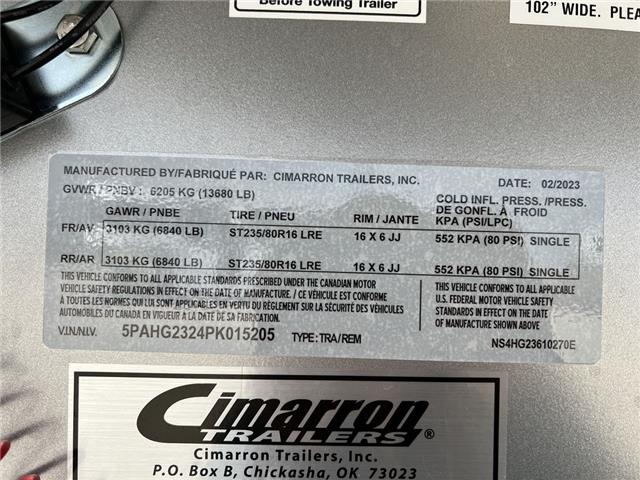 Before Towing Trailer
102" WIDE. PLEA
MANUFACTURED BY/FABRIQUÉ PAR: CIMARRON TRAILERS, INC. DATE: 02/2023
GVWR / PNBV : 6205 KG (13680 LB) COLD INFL. PRESS./PRESS.
DE GONFL. À FROID
GAWR / PNBE TIRE / PNEU RIM / JANTE KPA (PSI/LPC)
FR/AV 3103 KG (6840 LB) ST235/80R16 LRE 16 X 6 JJ 552 KPA (80 PSI) SINGLE
RR/AR 3103 KG (6840 LB) ST235/80R16 LRE 16 X 6 JJ 552 KPA (80 PSI) SINGLE
THIS VEHICLE CONFORMS TO ALL APPLICABLE STANDARDS PRESCRIBED UNDER THE CANADIAN MOTOR
VEHICLE SAFETY REGULATIONS IN EFFECT ON THE DATE OF MANUFACTURE. / CE VÉHICULE EST CONFORME
À TOUTES LES NORMES QUI LUI SONT APPLICABLES EN VERTU DU RÈGLEMENT SUR LA SÉCURITÉ DES VÉHICULES
AUTOMOBILES DU CANADA EN VIGUEUR À LA DATE DE SA FABRICATION.
THIS VEHICLE CONFORMS TO ALL APPLICABLE
U.S. FEDERAL MOTOR VEHICLE SAFETY
STANDARDS IN EFFECT ON THE DATE
OF MANUFACTURE SHOWN ABOVE
V.I.N./N.I.V. 5PAHG2324PK015205 TYPE: TRA/REM NS4HG23610270E
Cimarron
TRAILERS®
Cimarron Trailers, Inc.
P.O. Box B, Chickasha, OK 73023